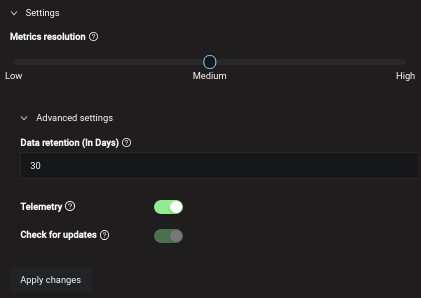 Settings
Metrics resolution
Low Medium High
Advanced settings
Data retention (In Days)
30
Telemetry
Check for updates
Apply changes